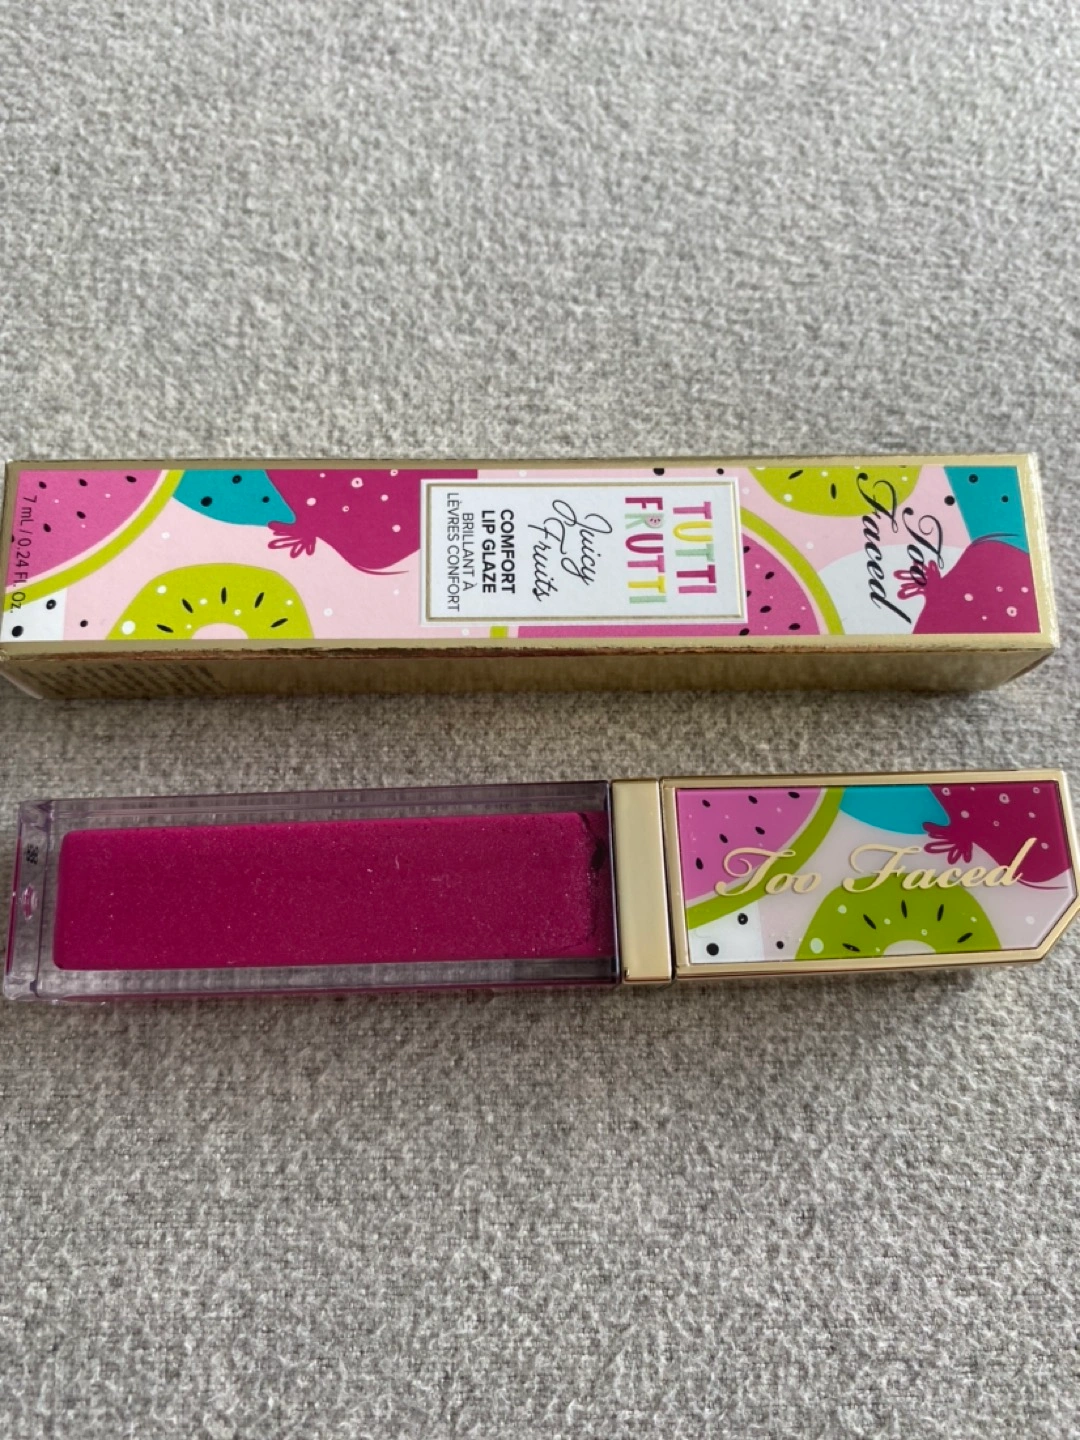 Too
Faced
TUTTI
FRUTTI
Juicy
Fruits
COMFORT
LIP GLAZE
BRILLANT À
LÈVRES CONFORT
7 mL / 0.24 Fl. Oz.
Too Faced